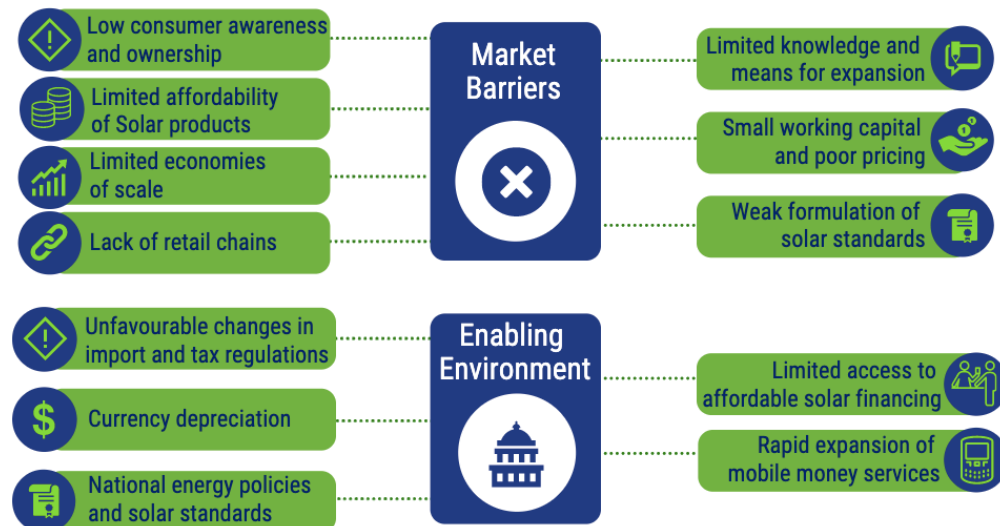 Low consumer awareness
and ownership
Limited affordability
of Solar products
Limited economies
of scale
Lack of retail chains
Market
Barriers
Limited knowledge and
means for expansion
Small working capital
and poor pricing
Weak formulation of
solar standards
Unfavourable changes in
import and tax regulations
$
Currency depreciation
National energy policies
and solar standards
Enabling
Environment
Limited access to
affordable solar financing
Rapid expansion of
mobile money services